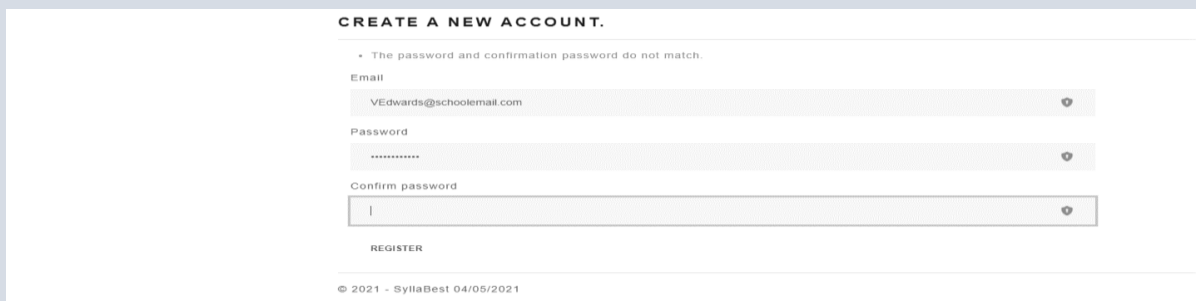 CREATE A NEW ACCOUNT.
• The password and confirmation password do not match.
Email
VEdwards@schoolemail.com
Password
••••••••••••
Confirm password
REGISTER
© 2021 - SyllaBest 04/05/2021